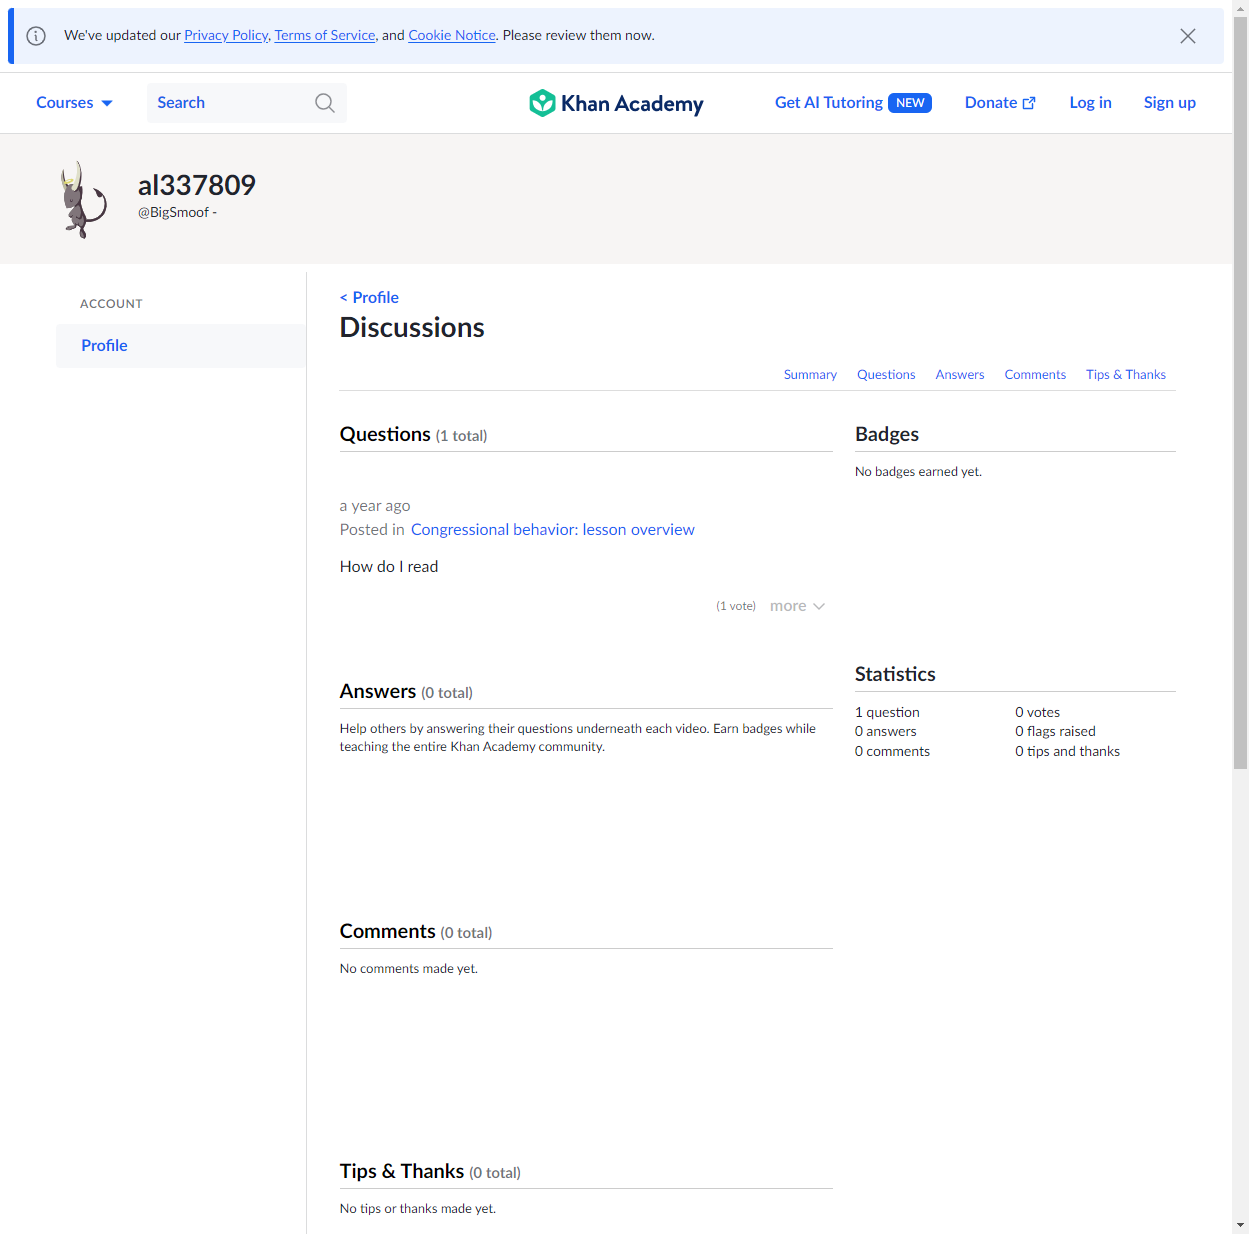 We've updated our Privacy Policy, Terms of Service, and Cookie Notice. Please review them now.
Courses
Search
Khan Academy
Get AI Tutoring NEW
Donate
Log in
Sign up
al337809
@BigSmoof -
ACCOUNT
Profile
< Profile
Discussions
Summary Questions Answers Comments Tips & Thanks
Questions (1 total)
a year ago
Posted in Congressional behavior: lesson overview
How do I read
(1 vote) more
Answers (0 total)
Help others by answering their questions underneath each video. Earn badges while
teaching the entire Khan Academy community.
Comments (0 total)
No comments made yet.
Tips & Thanks (0 total)
No tips or thanks made yet.
Badges
No badges earned yet.
Statistics
1 question
0 answers
0 comments
0 votes
0 flags raised
0 tips and thanks